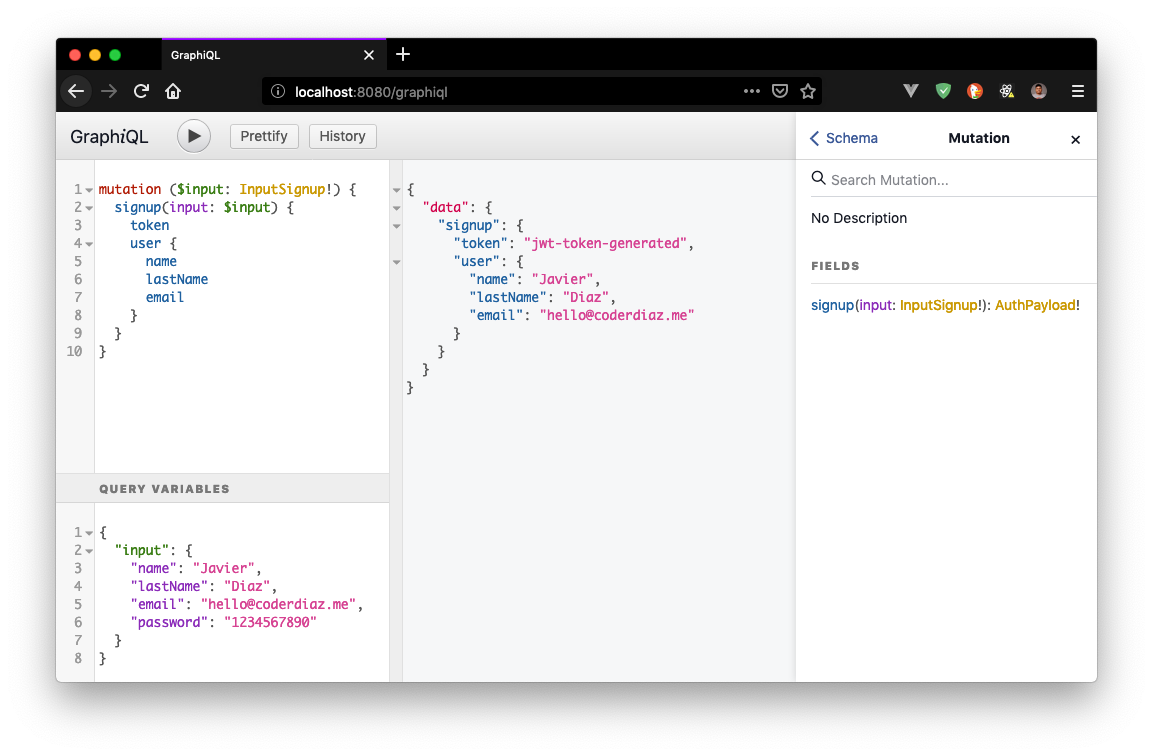 GraphiQL
localhost:8080/graphiql
GraphiQL
Prettify
History
1 mutation ($input: InputSignup!) {
2 signup(input: $input) {
3 token
4 user {
5 name
6 lastName
7 email
8 }
9 }
10 }
QUERY VARIABLES
1 {
2 "input": {
3 "name": "Javier",
4 "lastName": "Diaz",
5 "email": "hello@coderdiaz.me",
6 "password": "1234567890"
7 }
8 }
{
"data": {
"signup": {
"token": "jwt-token-generated",
"user": {
"name": "Javier",
"lastName": "Diaz",
"email": "hello@coderdiaz.me"
}
}
}
}
Schema
Mutation
Search Mutation...
No Description
FIELDS
signup(input: InputSignup!): AuthPayload!